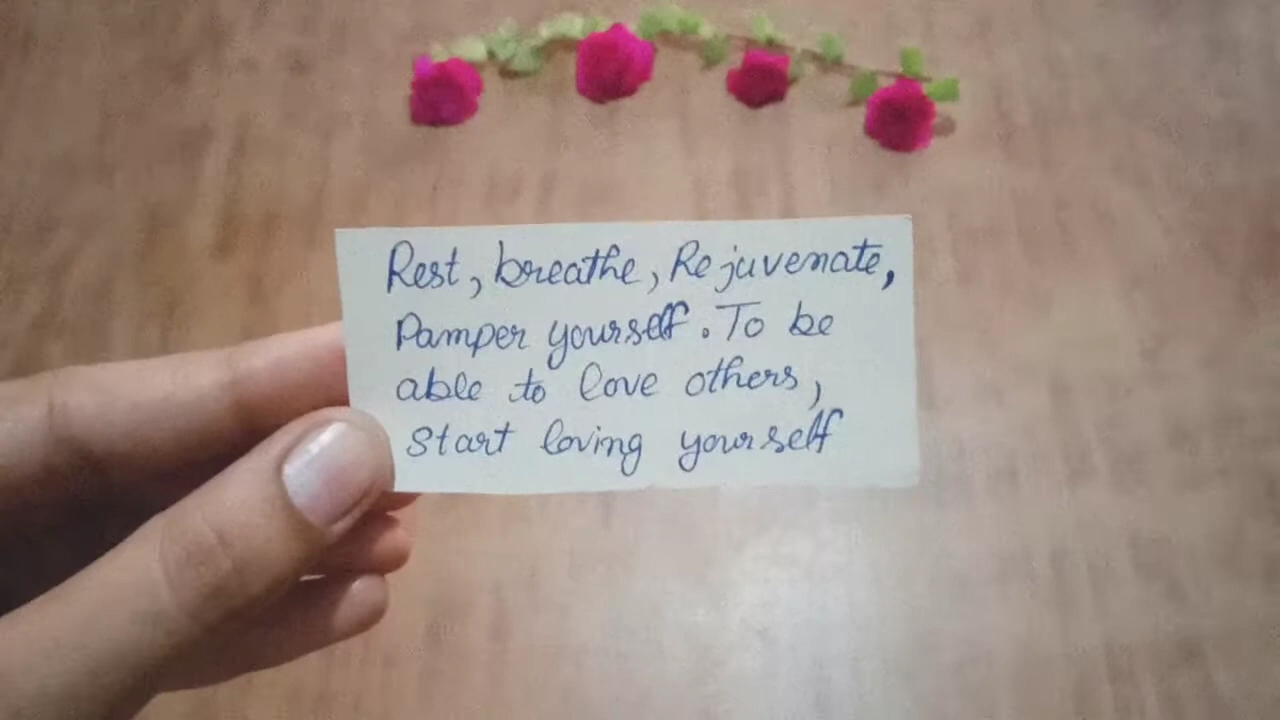 Rest, breathe, Rejuvenate,
Pamper yourself. To be
able to love others,
Start loving yourself